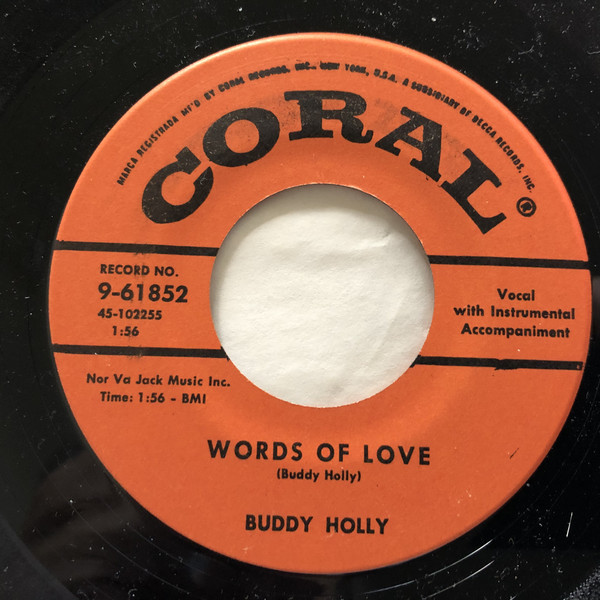 MARCA REGISTRADA MF'D BY CORAL RECORDS, INC., NEW YORK, U.S.A. A SUBSIDIARY OF DECCA RECORDS, INC.
CORAL®
RECORD NO.
9-61852
45-102255
1:56
Vocal
with Instrumental
Accompaniment
Nor Va Jack Music Inc.
Time: 1:56 - BMI
WORDS OF LOVE
(Buddy Holly)
BUDDY HOLLY